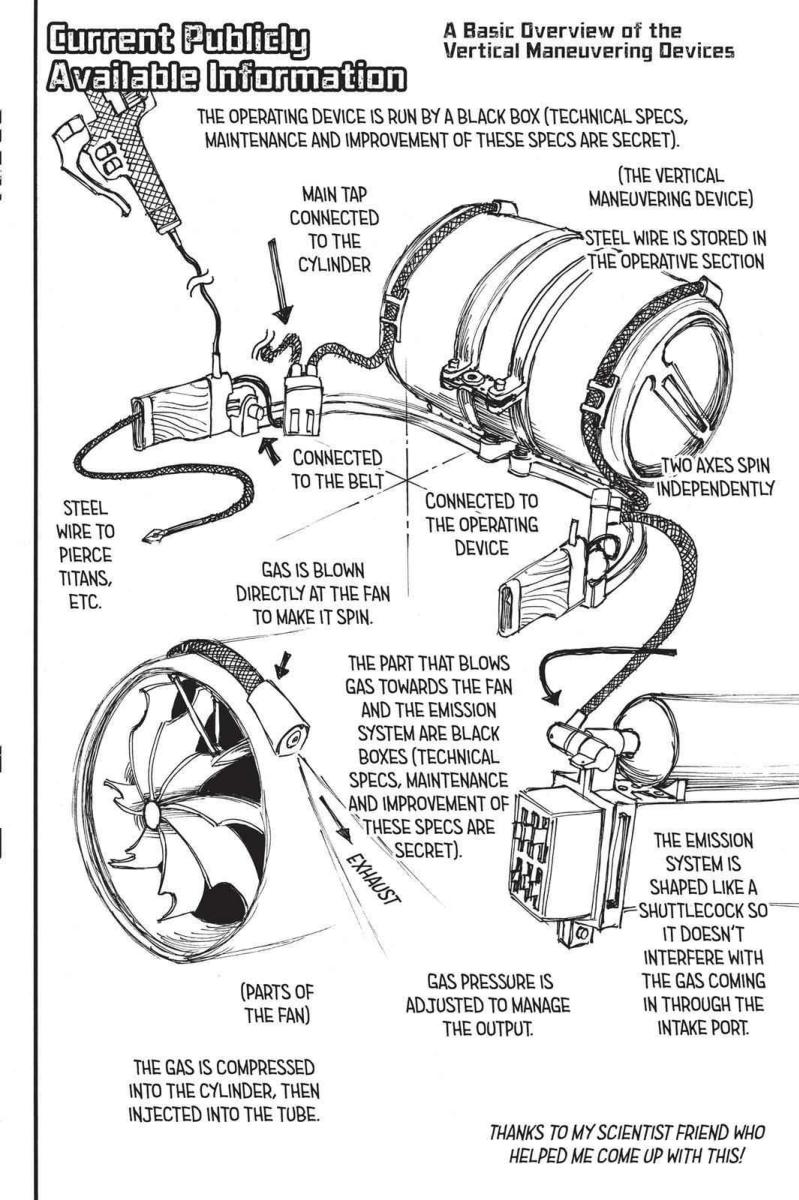 Current Publicly
Available Information
A Basic Overview of the
Vertical Maneuvering Devices
THE OPERATING DEVICE IS RUN BY A BLACK BOX (TECHNICAL SPECS,
MAINTENANCE AND IMPROVEMENT OF THESE SPECS ARE SECRET).
(THE VERTICAL
MANEUVERING DEVICE)
MAIN TAP
CONNECTED
TO THE
CYLINDER
STEEL WIRE IS STORED IN
THE OPERATIVE SECTION
CONNECTED
TO THE BELT
TWO AXES SPIN
INDEPENDENTLY
CONNECTED TO
THE OPERATING
DEVICE
STEEL
WIRE TO
PIERCE
TITANS,
ETC.
GAS IS BLOWN
DIRECTLY AT THE FAN
TO MAKE IT SPIN.
THE PART THAT BLOWS
GAS TOWARDS THE FAN
AND THE EMISSION
SYSTEM ARE BLACK
BOXES (TECHNICAL
SPECS, MAINTENANCE
AND IMPROVEMENT OF
THESE SPECS ARE
SECRET).
EXHAUST
THE EMISSION
SYSTEM IS
SHAPED LIKE A
SHUTTLECOCK SO
IT DOESN'T
INTERFERE WITH
THE GAS COMING
IN THROUGH THE
INTAKE PORT.
(PARTS OF
THE FAN)
GAS PRESSURE IS
ADJUSTED TO MANAGE
THE OUTPUT.
THE GAS IS COMPRESSED
INTO THE CYLINDER, THEN
INJECTED INTO THE TUBE.
THANKS TO MY SCIENTIST FRIEND WHO
HELPED ME COME UP WITH THIS!